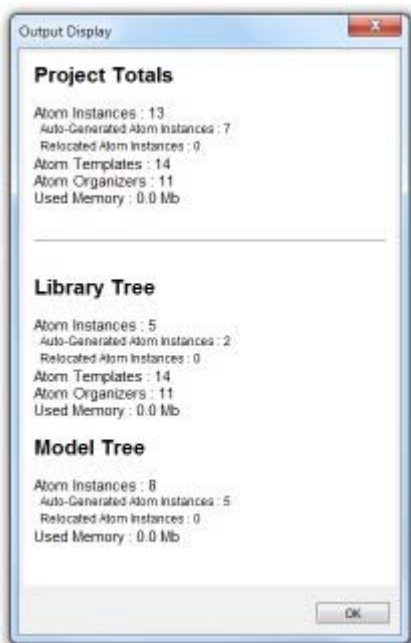 Output Display
Project Totals
Atom Instances : 13
Auto-Generated Atom Instances : 7
Relocated Atom Instances : 0
Atom Templates : 14
Atom Organizers : 11
Used Memory : 0.0 Mb
Library Tree
Atom Instances : 5
Auto-Generated Atom Instances : 2
Relocated Atom Instances : 0
Atom Templates : 14
Atom Organizers : 11
Used Memory : 0.0 Mb
Model Tree
Atom Instances : 8
Auto-Generated Atom Instances : 5
Relocated Atom Instances : 0
Used Memory : 0.0 Mb
OK